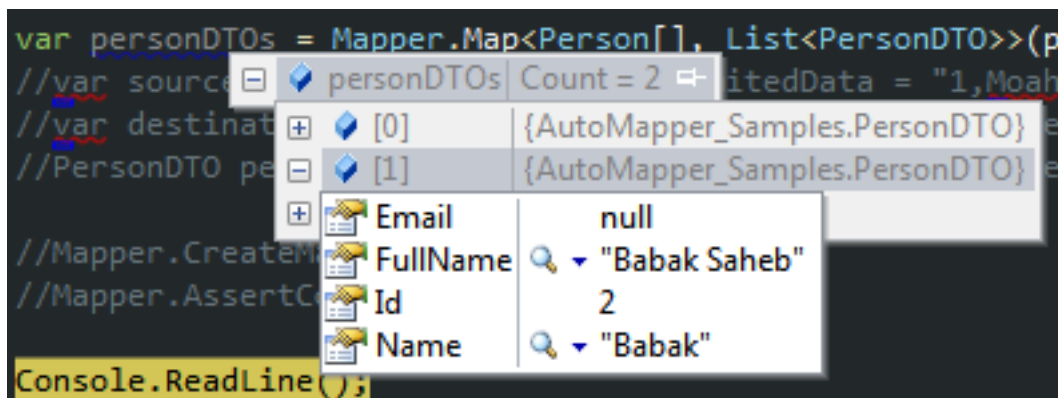 var personDTOs = Mapper.Map<Person[], List<PersonDTO>>(p
//var source personDTOs Count = 2 itedData = "1,Moah
//var destinat [0] {AutoMapper_Samples.PersonDTO} e
//PersonDTO pe [1] {AutoMapper_Samples.PersonDTO} e
Email null
//Mapper.CreateMa FullName "Babak Saheb"
//Mapper.AssertCo Id 2
Name "Babak"
Console.ReadLine();